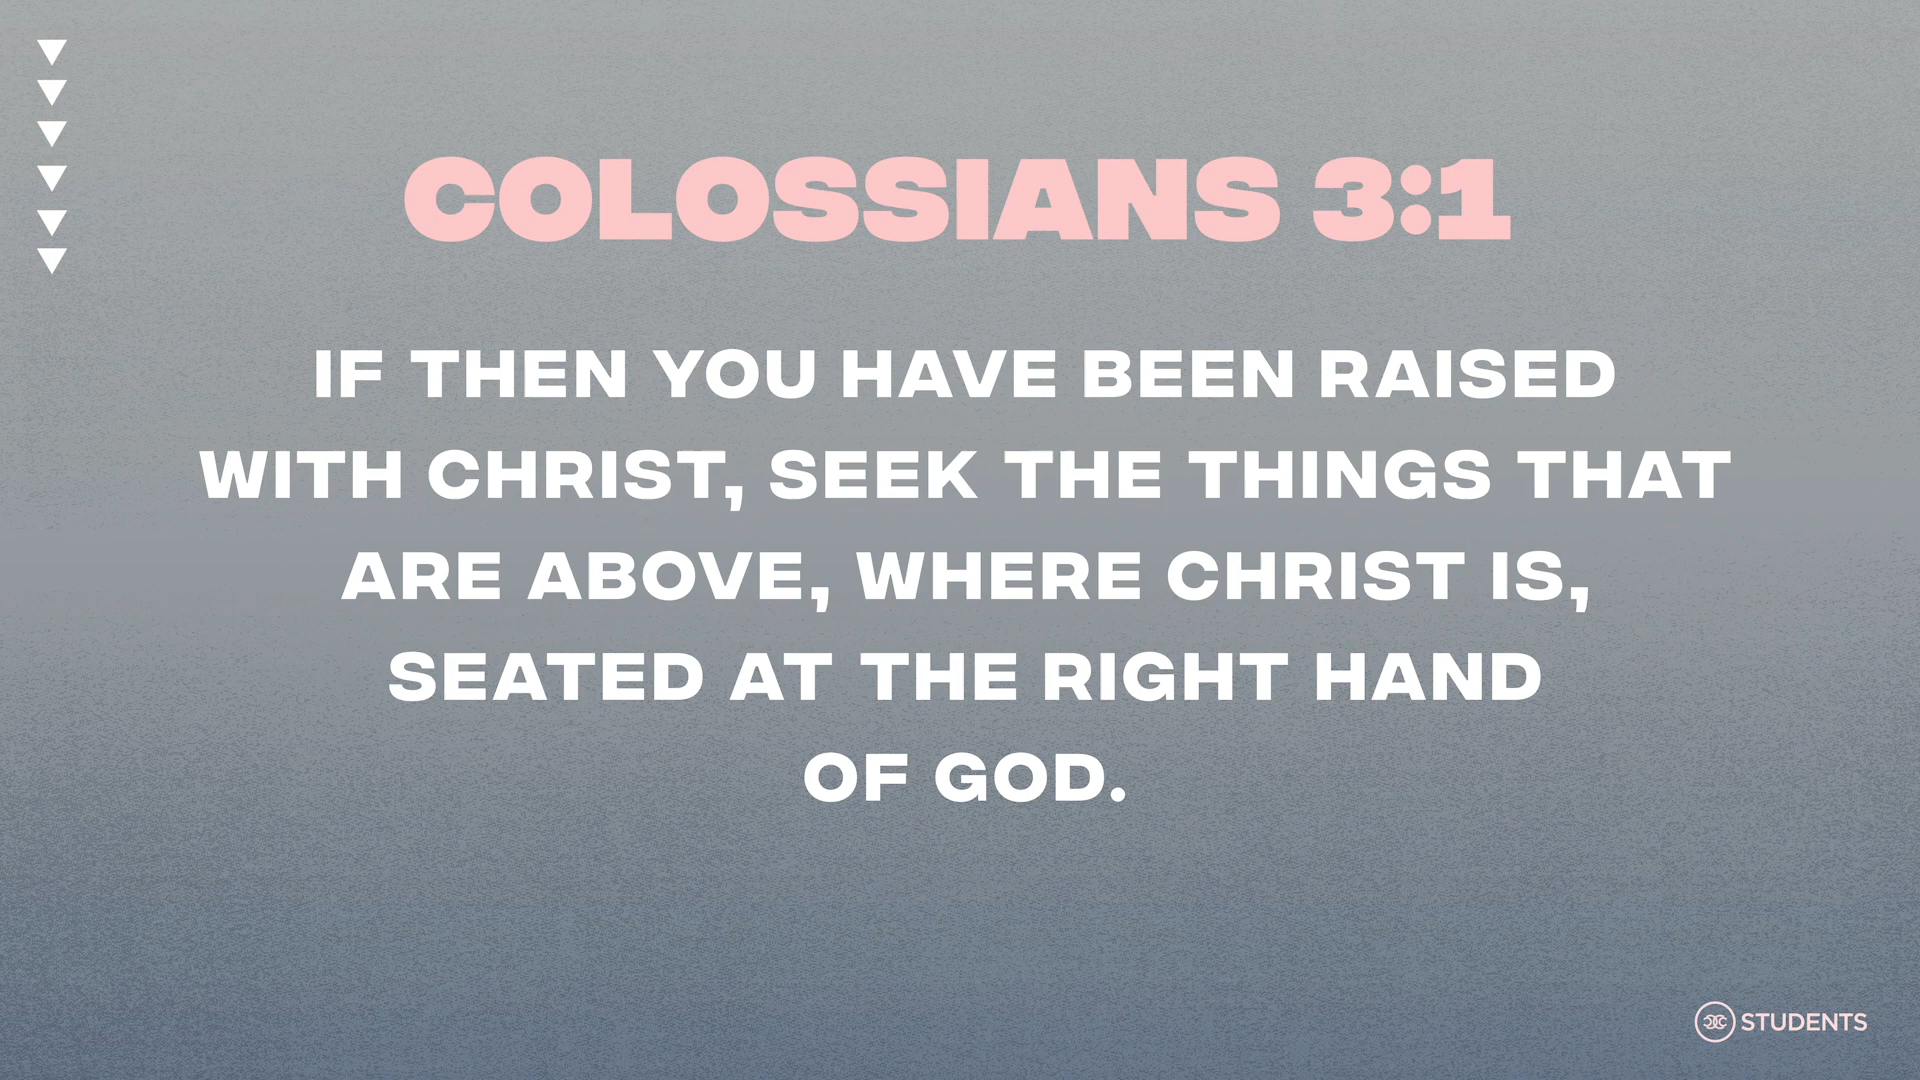 COLOSSIANS 3:1
IF THEN YOU HAVE BEEN RAISED
WITH CHRIST, SEEK THE THINGS THAT
ARE ABOVE, WHERE CHRIST IS,
SEATED AT THE RIGHT HAND
OF GOD.
STUDENTS